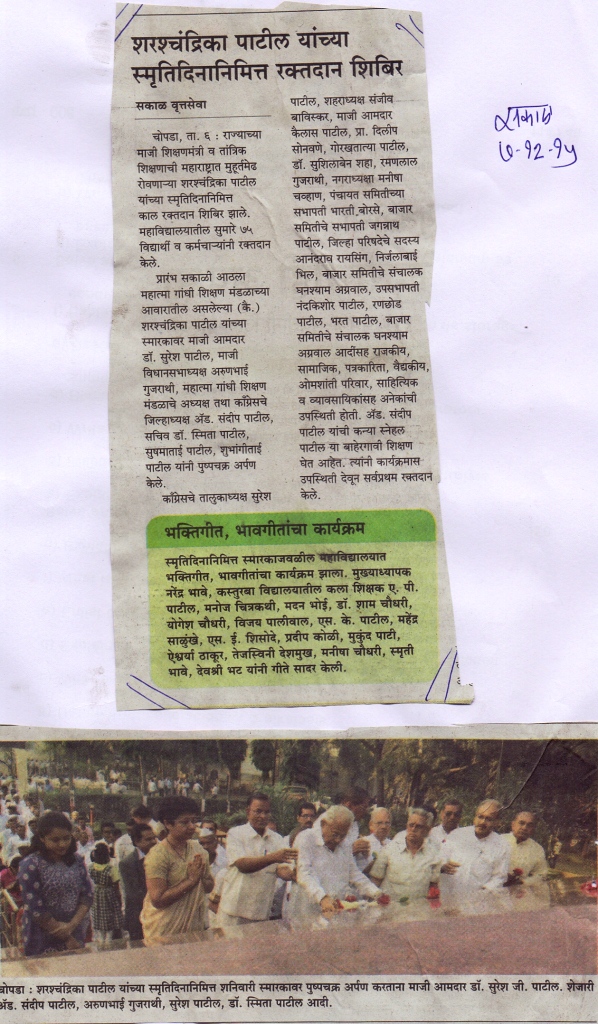 शरश्चंद्रिका पाटील यांच्या
स्मृतिदिनानिमित्त रक्तदान शिबिर
सकाळ वृत्तसेवा
चोपडा, ता. ६ : राज्याच्या
माजी शिक्षणमंत्री व तांत्रिक
शिक्षणाची महाराष्ट्रात मुहूर्तमेढ
रोवणाऱ्या शरश्चंद्रिका पाटील
यांच्या स्मृतिदिनानिमित्त
काल रक्तदान शिबिर झाले.
महाविद्यालयातील सुमारे ७५
विद्यार्थी व कर्मचाऱ्यांनी रक्तदान
केले.
प्रारंभ सकाळी आठला
महात्मा गांधी शिक्षण मंडळाच्या
आवारातील असलेल्या (कै.)
शरश्चंद्रिका पाटील यांच्या
स्मारकावर माजी आमदार
डॉ. सुरेश पाटील, माजी
विधानसभाध्यक्ष अरुणभाई
गुजराथी, महात्मा गांधी शिक्षण
मंडळाचे अध्यक्ष तथा काँग्रेसचे
जिल्हाध्यक्ष अॅड. संदीप पाटील,
सचिव डॉ. स्मिता पाटील,
सुषमाताई पाटील, शुभांगीताई
पाटील यांनी पुष्पचक्र अर्पण
केले.
काँग्रेसचे तालुकाध्यक्ष सुरेश
पाटील, शहराध्यक्ष संजीव
बाविस्कर, माजी आमदार
कैलास पाटील, प्रा. दिलीप
सोनवणे, गोरखतात्या पाटील,
डॉ. सुशिलाबेन शहा, रमणलाल
गुजराथी, नगराध्यक्षा मनीषा
चव्हाण, पंचायत समितीच्या
सभापती भारती बोरसे, बाजार
समितीचे सभापती जगन्नाथ
पाटील, जिल्हा परिषदेचे सदस्य
आनंदराव रायसिंग, निर्जलाबाई
भिल, बाजार समितीचे संचालक
घनश्याम अग्रवाल, उपसभापती
नंदकिशोर पाटील, रणछोड
पाटील, भरत पाटील, बाजार
समितीचे संचालक घनश्याम
अग्रवाल आदींसह राजकीय,
सामाजिक, पत्रकारिता, वैद्यकीय,
ओमशांती परिवार, साहित्यिक
व व्यावसायिकांसह अनेकांची
उपस्थिती होती. अॅड. संदीप
पाटील यांची कन्या स्नेहल
पाटील या बाहेरगावी शिक्षण
घेत आहेत. त्यांनी कार्यक्रमास
उपस्थिती देवून सर्वप्रथम रक्तदान
केले.
सकाळ
७-१२-१५
भक्तिगीत, भावगीतांचा कार्यक्रम
स्मृतिदिनानिमित्त स्मारकाजवळील महाविद्यालयात
भक्तिगीत, भावगीतांचा कार्यक्रम झाला. मुख्याध्यापक
नरेंद्र भावे, कस्तुरबा विद्यालयातील कला शिक्षक ए. पी.
पाटील, मनोज चित्रकथी, मदन भोई, डॉ. शाम चौधरी,
योगेश चौधरी, विजय पालीवाल, एस. के. पाटील, महेंद्र
साळुंखे, एस. ई. शिसोदे, प्रदीप कोळी, मुकुंद पाटी,
ऐश्वर्या ठाकूर, तेजस्विनी देशमुख, मनीषा चौधरी, स्मृती
भावे, देवश्री भट यांनी गीते सादर केली.
चोपडा : शरश्चंद्रिका पाटील यांच्या स्मृतिदिनानिमित्त शनिवारी स्मारकावर पुष्पचक्र अर्पण करताना माजी आमदार डॉ. सुरेश जी. पाटील. शेजारी
अॅड. संदीप पाटील, अरुणभाई गुजराथी, सुरेश पाटील, डॉ. स्मिता पाटील आदी.